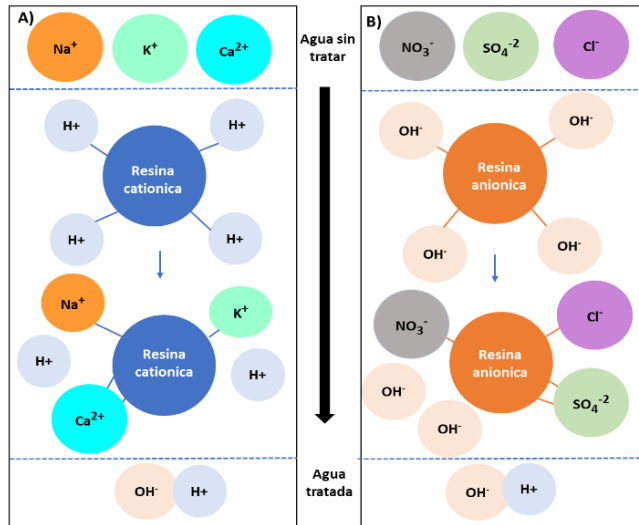 A)
Na⁺
K⁺
Ca²⁺
H+
H+
Resina
cationica
H+
H+
Na⁺
K⁺
H+
Resina
cationica
H+
Ca²⁺
OH⁻
H+
Agua sin
tratar
Agua
tratada
B)
NO₃⁻
SO₄⁻²
Cl⁻
OH⁻
OH⁻
Resina
anionica
OH⁻
OH⁻
NO₃⁻
Cl⁻
Resina
anionica
OH⁻
OH⁻
SO₄⁻²
OH⁻
H+